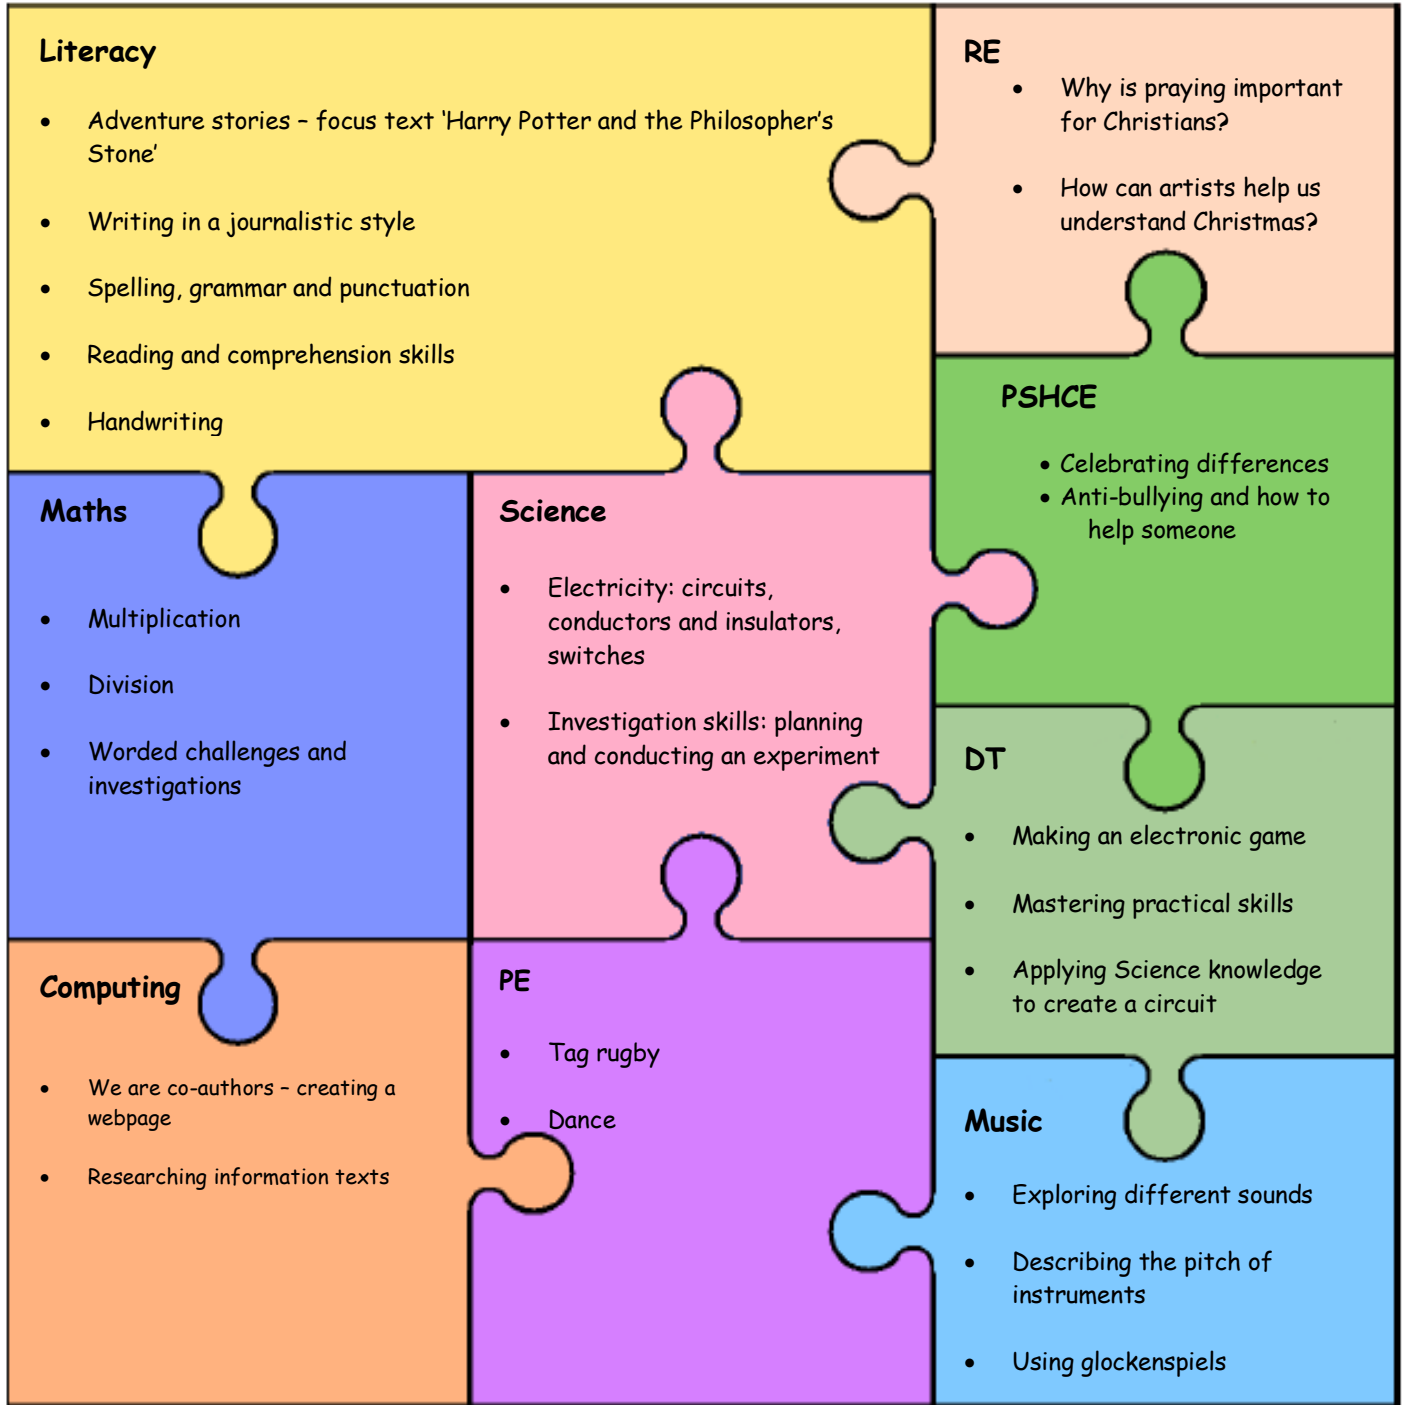 Literacy
• Adventure stories – focus text ‘Harry Potter and the Philosopher’s
Stone’
• Writing in a journalistic style
• Spelling, grammar and punctuation
• Reading and comprehension skills
• Handwriting
RE
• Why is praying important
for Christians?
• How can artists help us
understand Christmas?
PSHCE
• Celebrating differences
• Anti-bullying and how to
help someone
Maths
• Multiplication
• Division
• Worded challenges and
investigations
Science
• Electricity: circuits,
conductors and insulators,
switches
• Investigation skills: planning
and conducting an experiment
DT
• Making an electronic game
• Mastering practical skills
• Applying Science knowledge
to create a circuit
Computing
• We are co-authors – creating a
webpage
• Researching information texts
PE
• Tag rugby
• Dance
Music
• Exploring different sounds
• Describing the pitch of
instruments
• Using glockenspiels